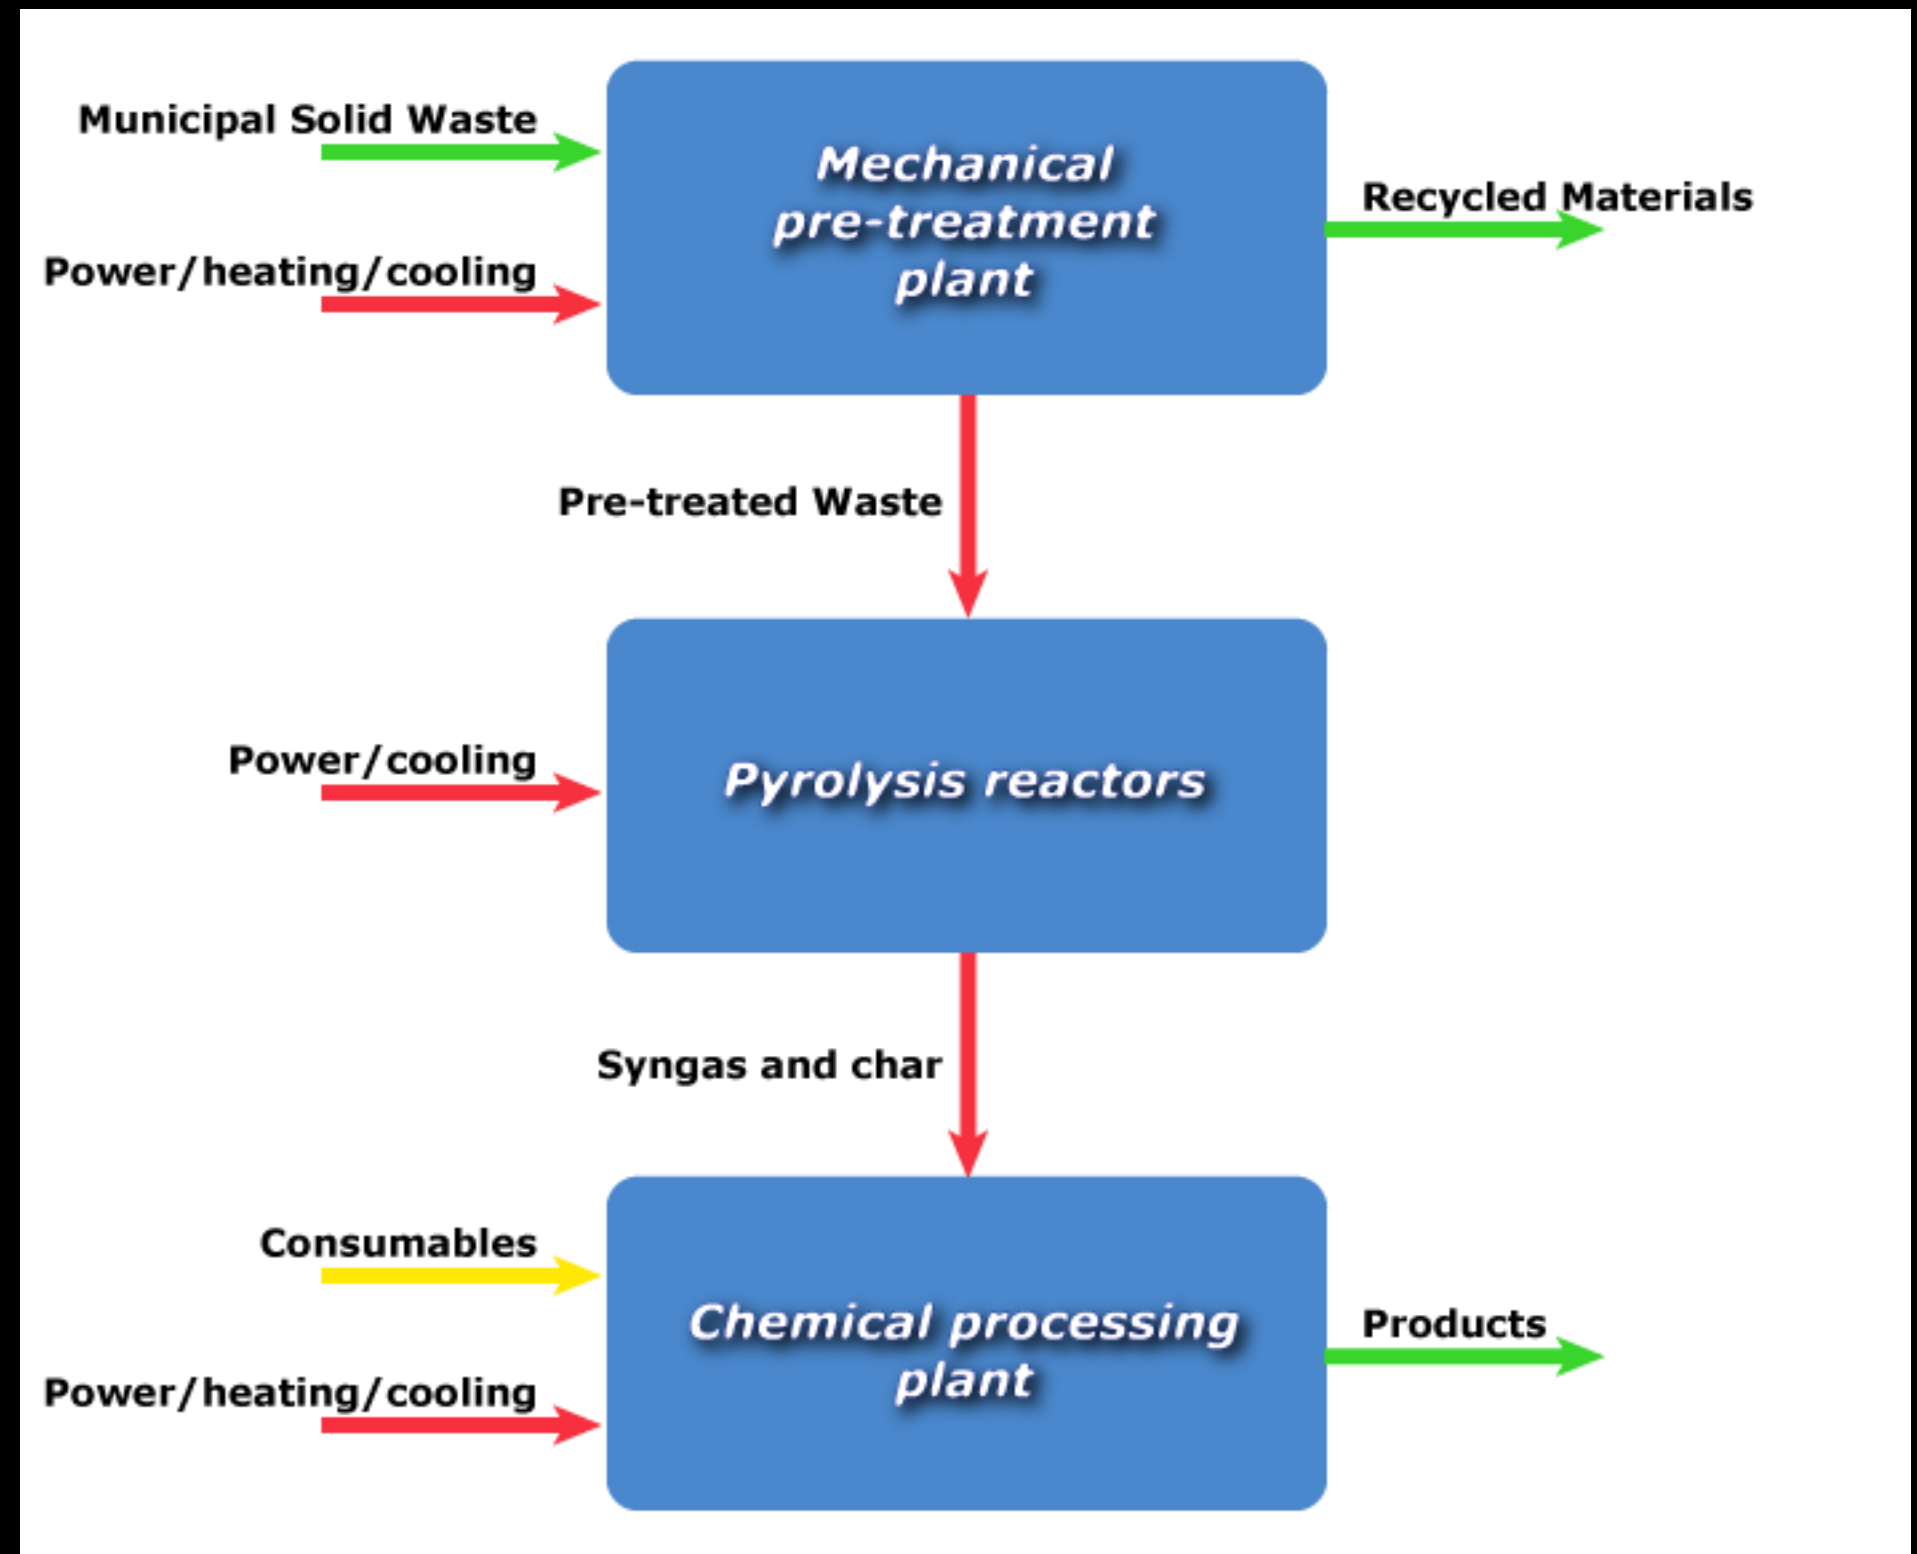 Municipal Solid Waste
Power/heating/cooling
Mechanical
pre-treatment
plant
Recycled Materials
Pre-treated Waste
Power/cooling
Pyrolysis reactors
Syngas and char
Consumables
Power/heating/cooling
Chemical processing
plant
Products